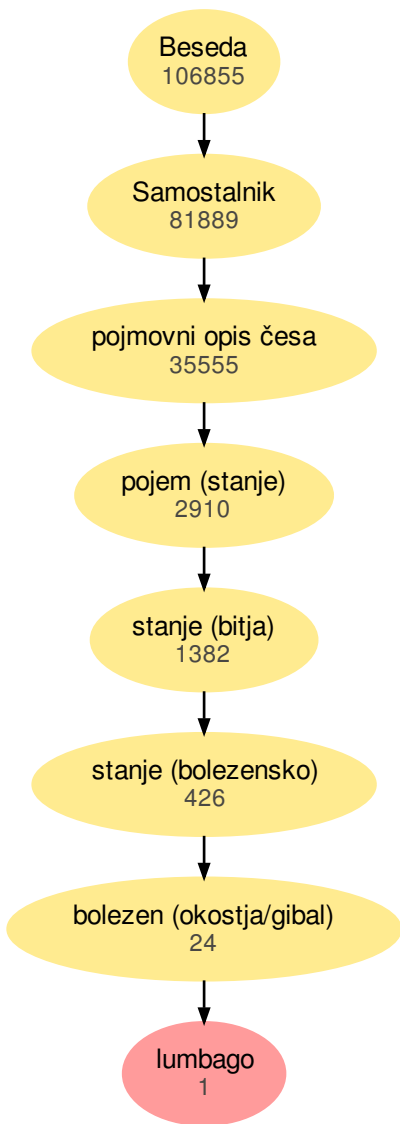 Beseda
106855
Samostalnik
81889
pojmovni opis česa
35555
pojem (stanje)
2910
stanje (bitja)
1382
stanje (bolezensko)
426
bolezen (okostja/gibal)
24
lumbago
1